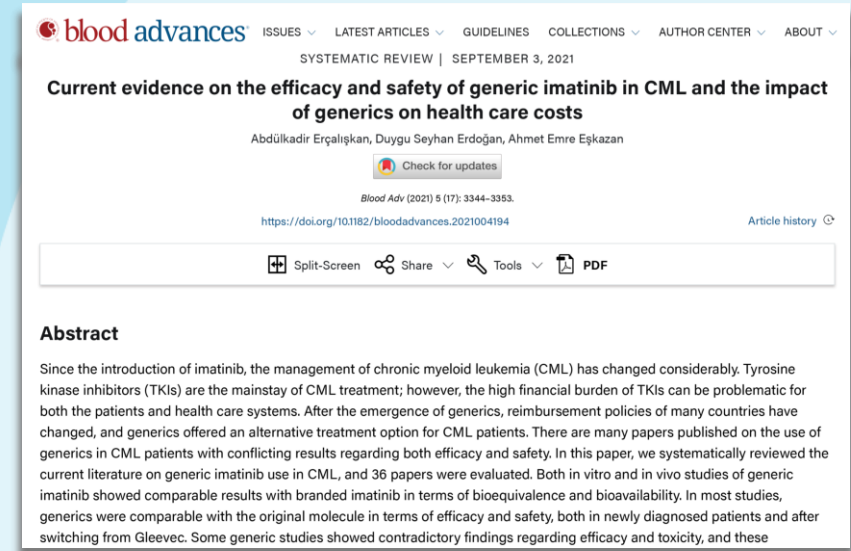 blood advances ISSUES LATEST ARTICLES GUIDELINES COLLECTIONS AUTHOR CENTER ABOUT
SYSTEMATIC REVIEW | SEPTEMBER 3, 2021
Current evidence on the efficacy and safety of generic imatinib in CML and the impact
of generics on health care costs
Abdülkadir Erçalışkan, Duygu Seyhan Erdoğan, Ahmet Emre Eşkazan
Check for updates
Blood Adv (2021) 5 (17): 3344–3353.
https://doi.org/10.1182/bloodadvances.2021004194 Article history
Split-Screen Share Tools PDF
Abstract
Since the introduction of imatinib, the management of chronic myeloid leukemia (CML) has changed considerably. Tyrosine
kinase inhibitors (TKIs) are the mainstay of CML treatment; however, the high financial burden of TKIs can be problematic for
both the patients and health care systems. After the emergence of generics, reimbursement policies of many countries have
changed, and generics offered an alternative treatment option for CML patients. There are many papers published on the use of
generics in CML patients with conflicting results regarding both efficacy and safety. In this paper, we systematically reviewed the
current literature on generic imatinib use in CML, and 36 papers were evaluated. Both in vitro and in vivo studies of generic
imatinib showed comparable results with branded imatinib in terms of bioequivalence and bioavailability. In most studies,
generics were comparable with the original molecule in terms of efficacy and safety, both in newly diagnosed patients and after
switching from Gleevec. Some generic studies showed contradictory findings regarding efficacy and toxicity, and these